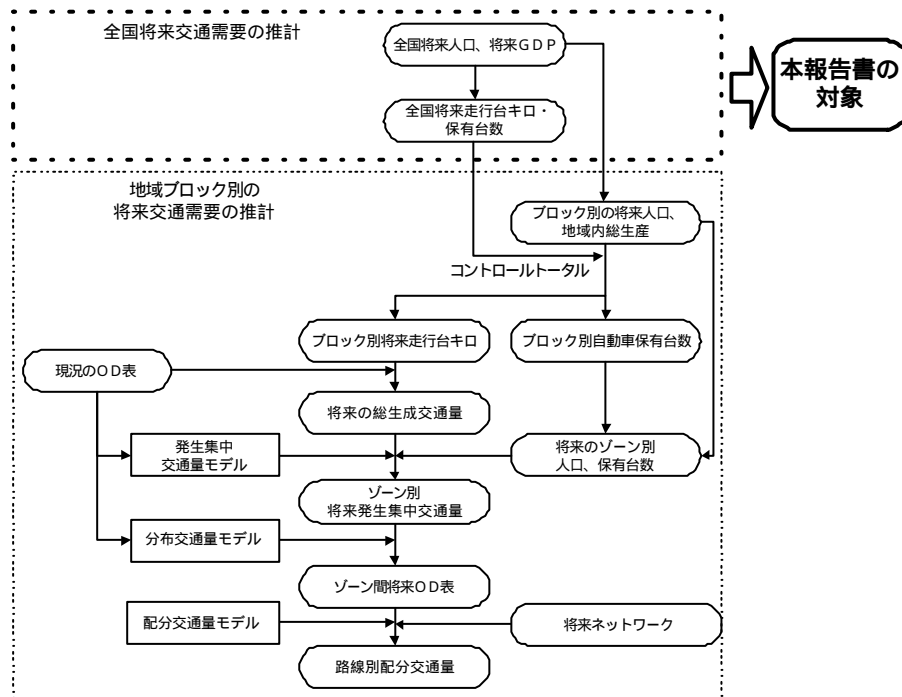 全国将来交通需要の推計
全国将来人口、将来GDP
全国将来走行台キロ・
保有台数
本報告書の
対象
地域ブロック別の
将来交通需要の推計
ブロック別の将来人口、
地域内総生産
コントロールトータル
ブロック別将来走行台キロ
ブロック別自動車保有台数
現況のOD表
将来の総生成交通量
発生集中
交通量モデル
将来のゾーン別
人口、保有台数
ゾーン別
将来発生集中交通量
分布交通量モデル
ゾーン間将来OD表
配分交通量モデル
将来ネットワーク
路線別配分交通量